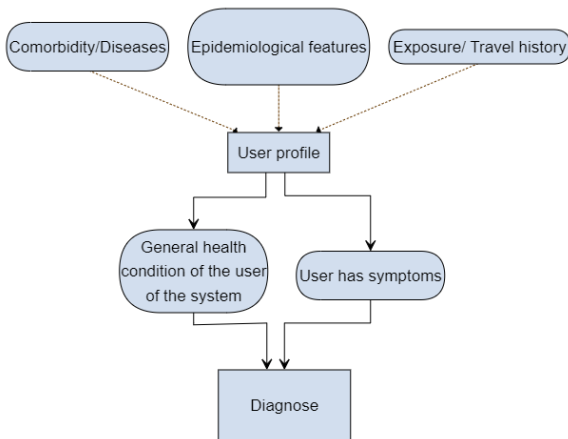 Comorbidity/Diseases
Epidemiological features
Exposure/ Travel history
User profile
General health
condition of the user
of the system
User has symptoms
Diagnose